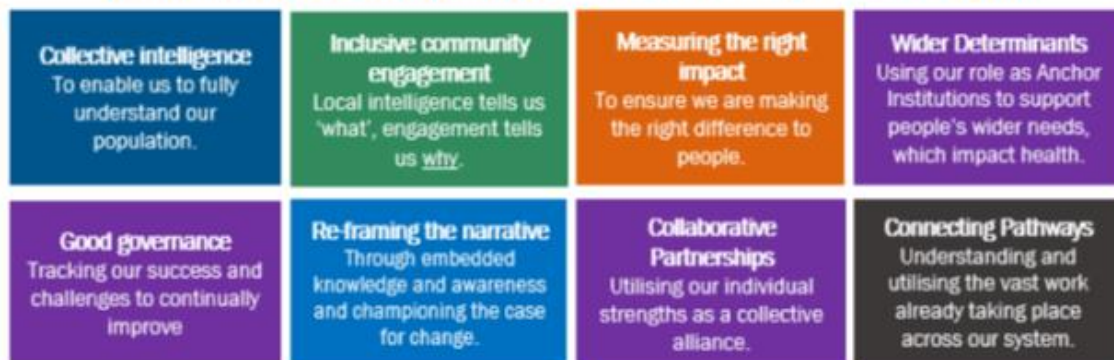 Collective intelligence
To enable us to fully
understand our
population.
Inclusive community
engagement
Local intelligence tells us
'what', engagement tells
us why.
Measuring the right
impact
To ensure we are making
the right difference to
people.
Wider Determinants
Using our role as Anchor
Institutions to support
people's wider needs,
which impact health.
Good governance
Tracking our success and
challenges to continually
improve
Re-framing the narrative
Through embedded
knowledge and awareness
and championing the case
for change.
Collaborative
Partnerships
Utilising our individual
strengths as a collective
alliance.
Connecting Pathways
Understanding and
utilising the vast work
already taking place
across our system.